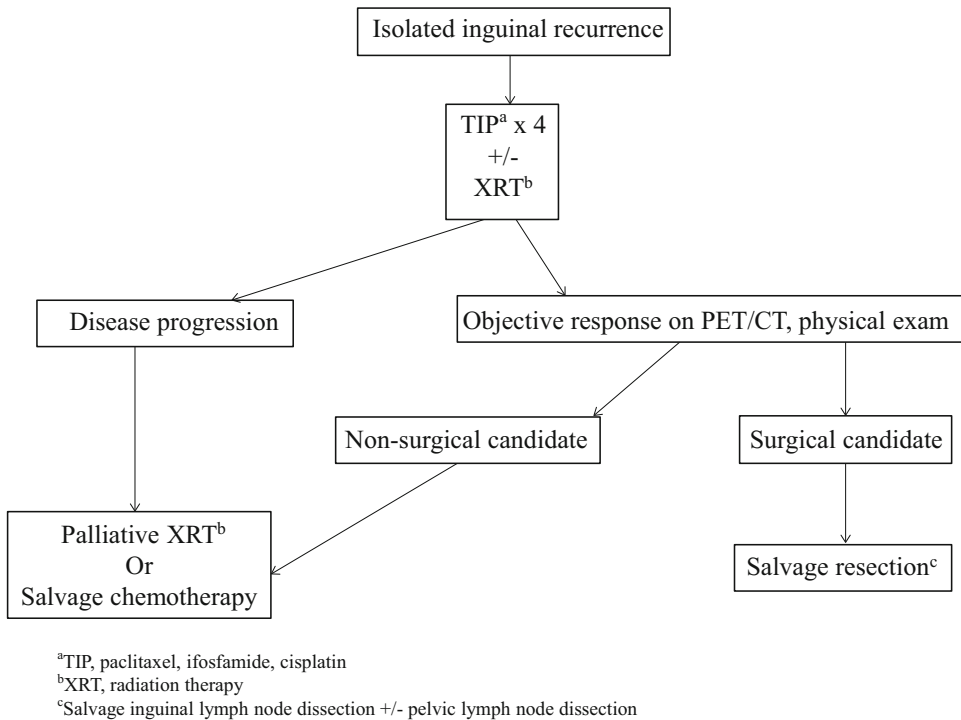 Isolated inguinal recurrence
TIPᵃ x 4
+/-
XRTᵇ
Disease progression
Objective response on PET/CT, physical exam
Non-surgical candidate
Surgical candidate
Palliative XRTᵇ
Or
Salvage chemotherapy
Salvage resectionᶜ
ᵃTIP, paclitaxel, ifosfamide, cisplatin
ᵇXRT, radiation therapy
ᶜSalvage inguinal lymph node dissection +/- pelvic lymph node dissection